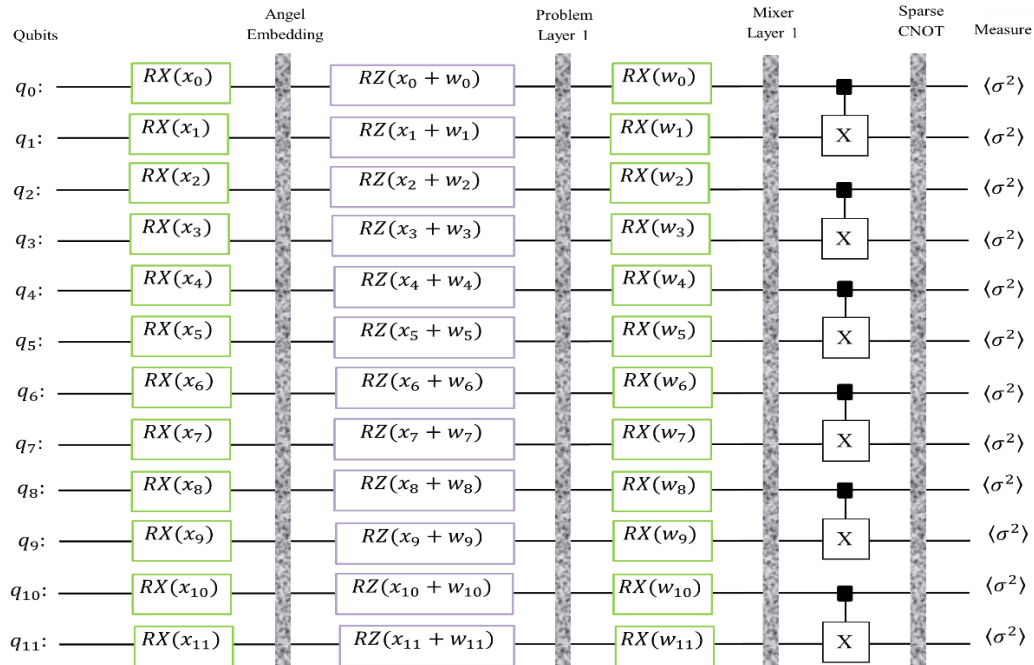 Qubits Angel Embedding Problem Layer 1 Mixer Layer 1 Sparse CNOT Measure
q₀: RX(x₀) RZ(x₀ + w₀) RX(w₀) ⟨σ²⟩
q₁: RX(x₁) RZ(x₁ + w₁) RX(w₁) X ⟨σ²⟩
q₂: RX(x₂) RZ(x₂ + w₂) RX(w₂) ⟨σ²⟩
q₃: RX(x₃) RZ(x₃ + w₃) RX(w₃) X ⟨σ²⟩
q₄: RX(x₄) RZ(x₄ + w₄) RX(w₄) ⟨σ²⟩
q₅: RX(x₅) RZ(x₅ + w₅) RX(w₅) X ⟨σ²⟩
q₆: RX(x₆) RZ(x₆ + w₆) RX(w₆) ⟨σ²⟩
q₇: RX(x₇) RZ(x₇ + w₇) RX(w₇) X ⟨σ²⟩
q₈: RX(x₈) RZ(x₈ + w₈) RX(w₈) ⟨σ²⟩
q₉: RX(x₉) RZ(x₉ + w₉) RX(w₉) X ⟨σ²⟩
q₁₀: RX(x₁₀) RZ(x₁₀ + w₁₀) RX(w₁₀) ⟨σ²⟩
q₁₁: RX(x₁₁) RZ(x₁₁ + w₁₁) RX(w₁₁) X ⟨σ²⟩